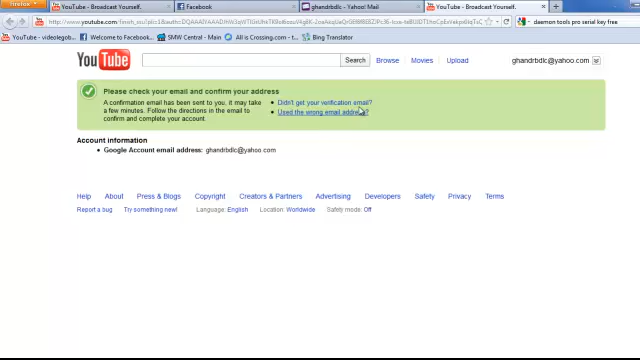 firefox
YouTube - Broadcast Yourself.
Facebook
ghandrbdlc - Yahoo! Mail
YouTube - Broadcast Yourself.
daemon tools pro serial key free
YouTube - videolegob...
Welcome to Facebook...
SMW Central - Main
All is Crossing.com - The...
Bing Translator
YouTube
Search
Browse
Movies
Upload
ghandrbdlc@yahoo.com
Please check your email and confirm your address
A confirmation email has been sent to you, it may take
a few minutes. Follow the directions in the email to
confirm and complete your account
Didn't get your verification email?
Used the wrong email address?
Account information
Google Account email address: ghandrbdlc@yahoo.com
Help
About
Press & Blogs
Copyright
Creators & Partners
Advertising
Developers
Safety
Privacy
Terms
Report a bug
Try something new!
Language: English
Location: Worldwide
Safety mode: Off